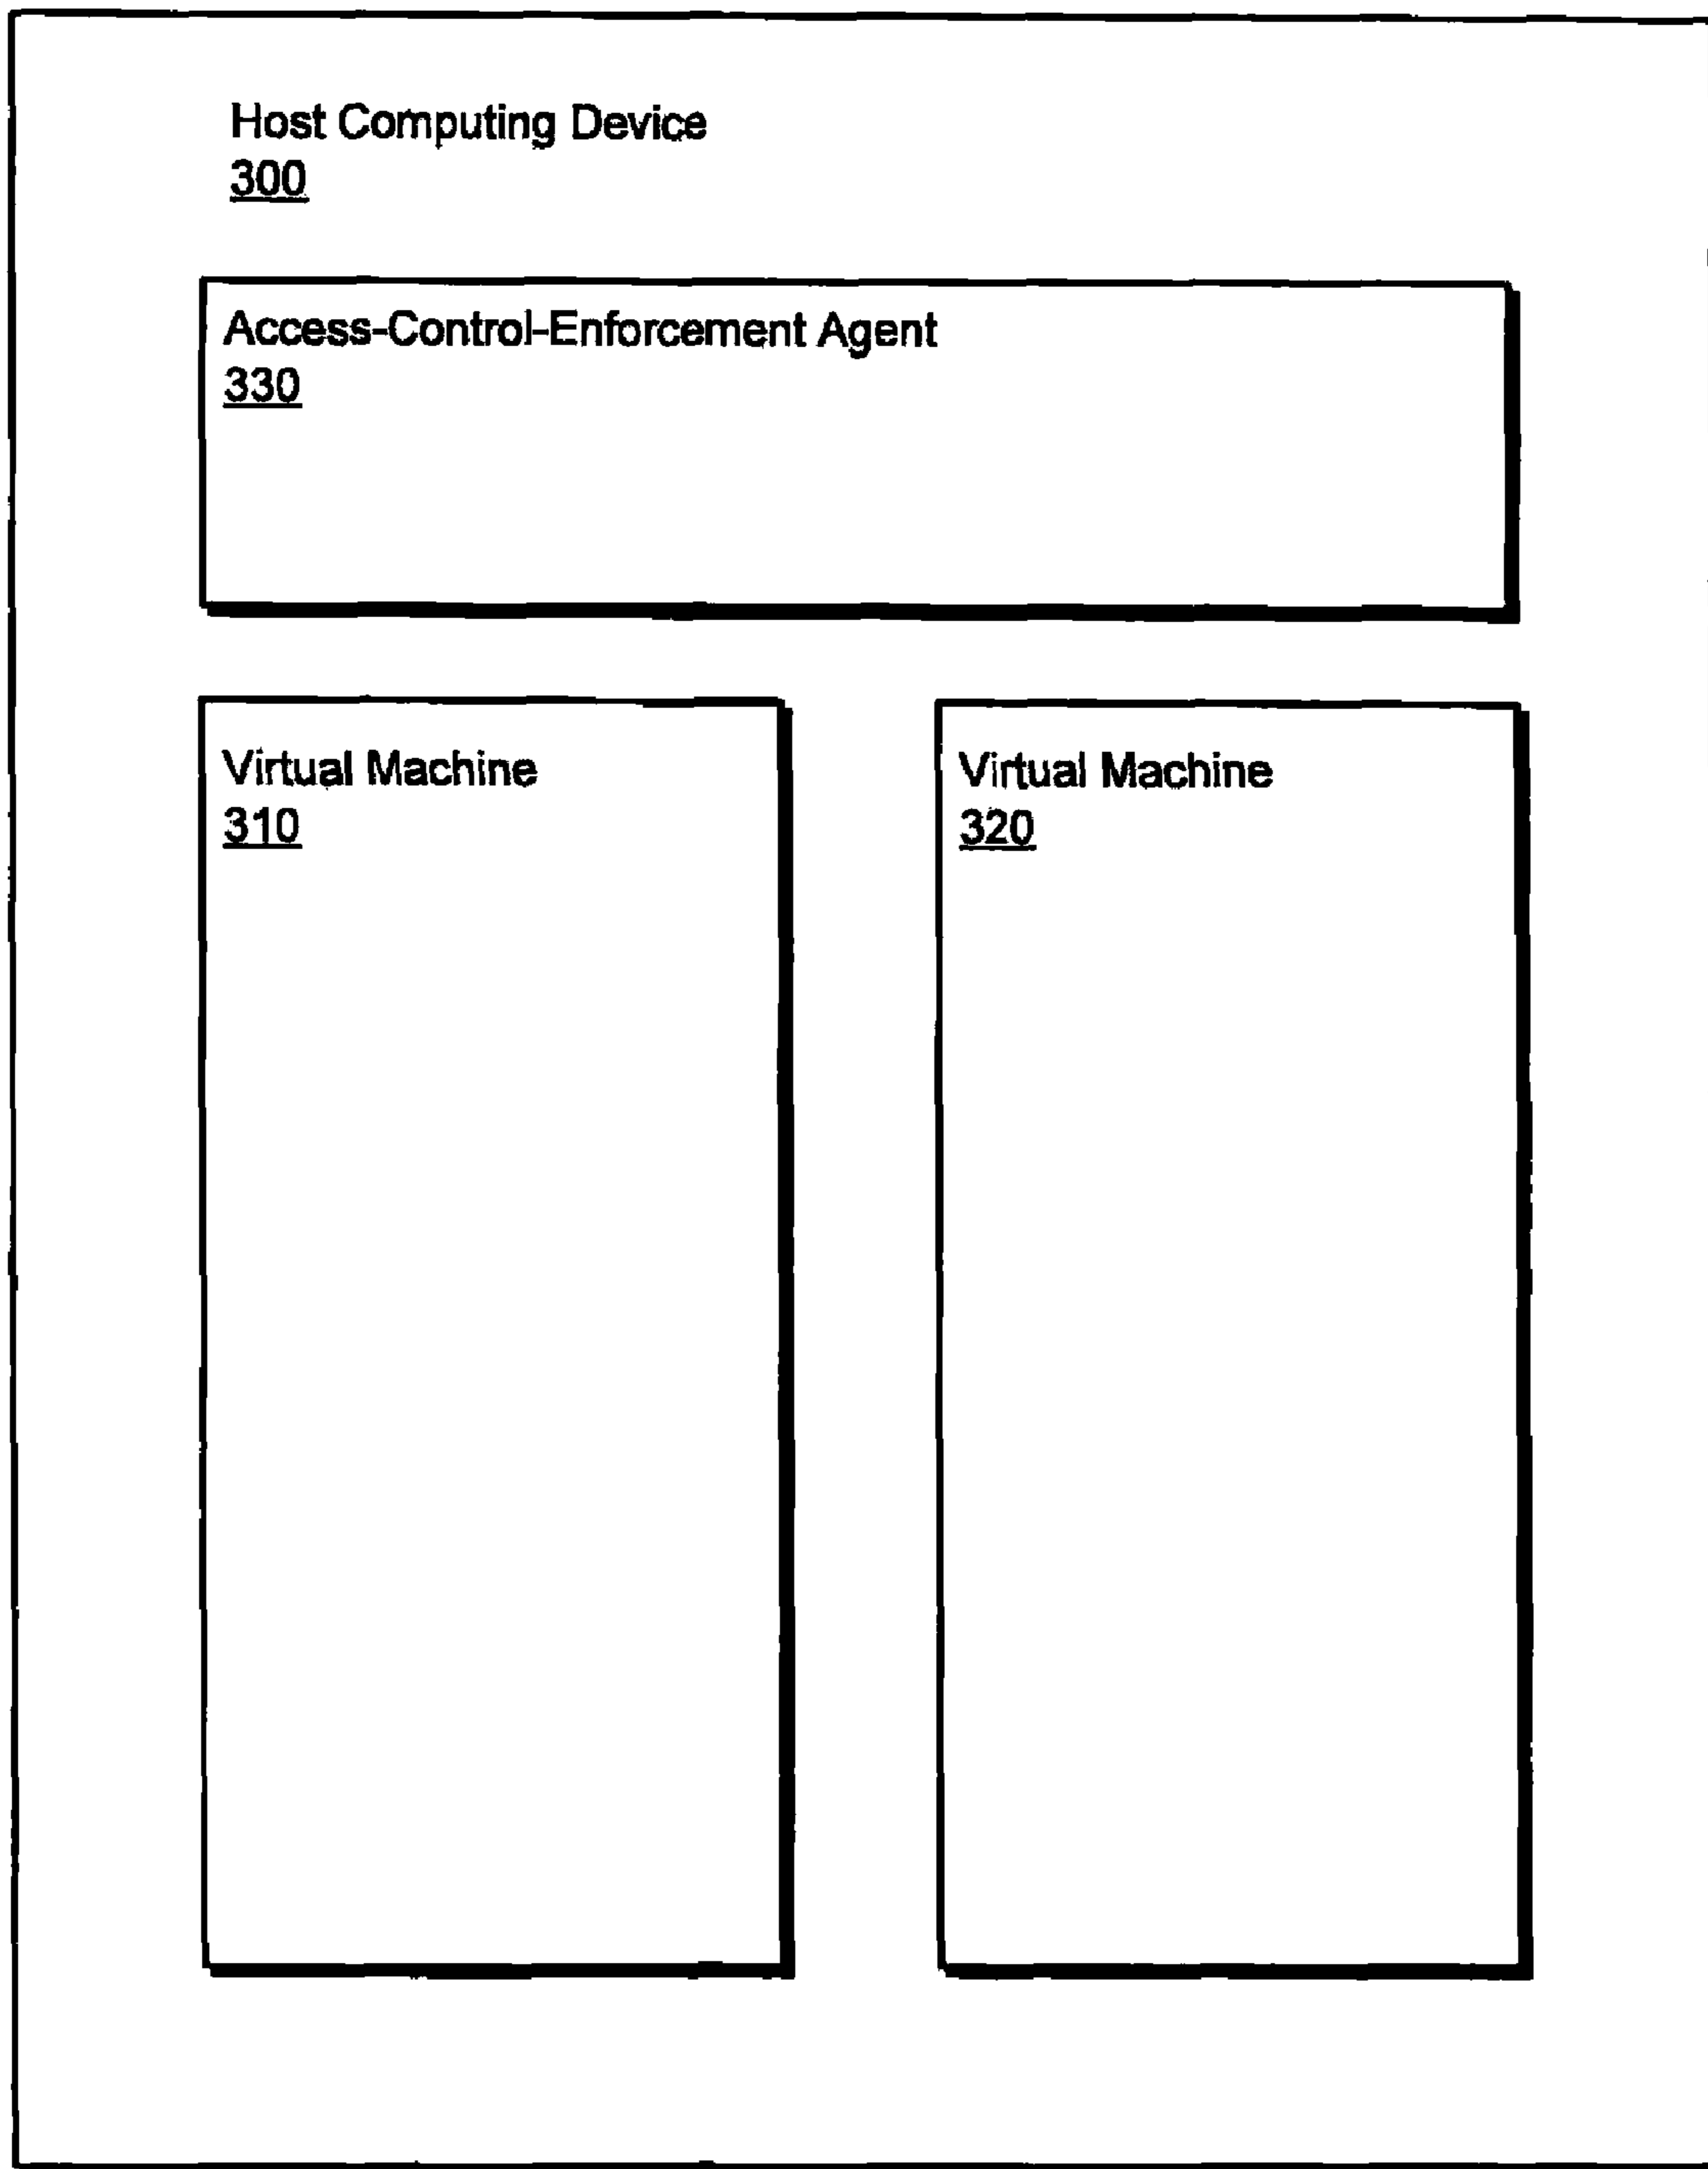 Host Computing Device
300
Access-Control-Enforcement Agent
330
Virtual Machine
310
Virtual Machine
320